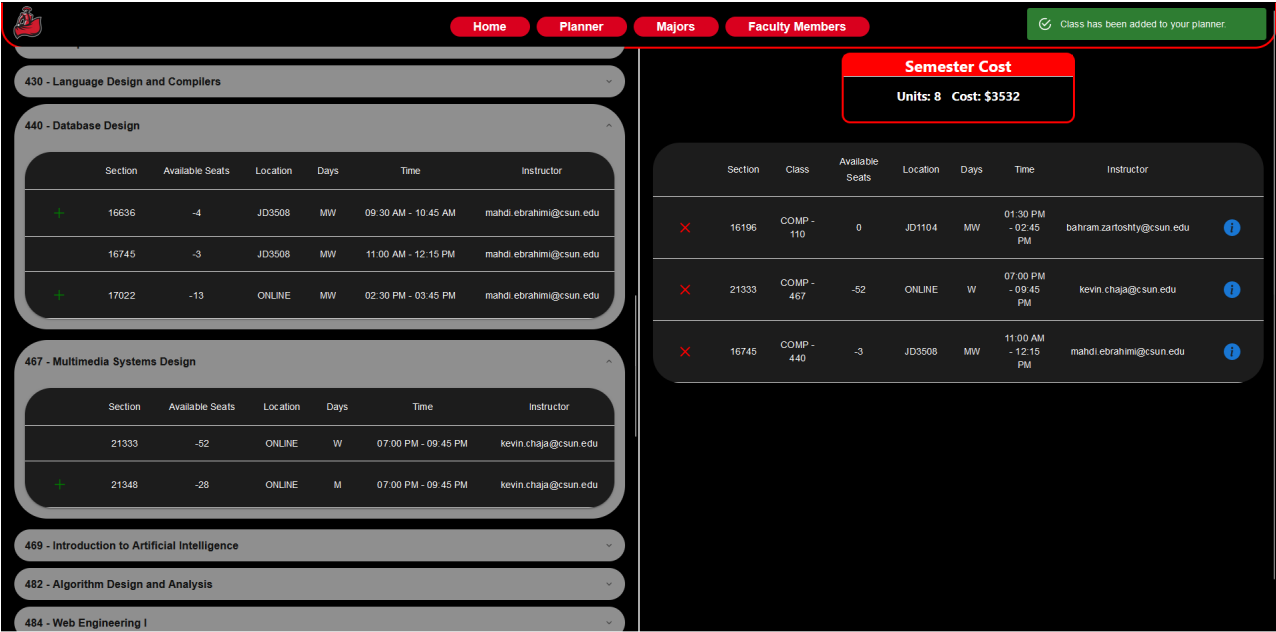 Home Planner Majors Faculty Members
Class has been added to your planner.
430 - Language Design and Compilers
440 - Database Design
Section Available Seats Location Days Time Instructor
16636 -4 JD3508 MW 09:30 AM - 10:45 AM mahdi.ebrahimi@csun.edu
16745 -3 JD3508 MW 11:00 AM - 12:15 PM mahdi.ebrahimi@csun.edu
17022 -13 ONLINE MW 02:30 PM - 03:45 PM mahdi.ebrahimi@csun.edu
467 - Multimedia Systems Design
Section Available Seats Location Days Time Instructor
21333 -52 ONLINE W 07:00 PM - 09:45 PM kevin.chaja@csun.edu
21348 -28 ONLINE M 07:00 PM - 09:45 PM kevin.chaja@csun.edu
469 - Introduction to Artificial Intelligence
482 - Algorithm Design and Analysis
484 - Web Engineering I
Semester Cost
Units: 8 Cost: $3532
Section Class Available Seats Location Days Time Instructor
16196 COMP - 110 0 JD1104 MW 01:30 PM - 02:45 PM bahram.zartoshty@csun.edu
21333 COMP - 467 -52 ONLINE W 07:00 PM - 09:45 PM kevin.chaja@csun.edu
16745 COMP - 440 -3 JD3508 MW 11:00 AM - 12:15 PM mahdi.ebrahimi@csun.edu